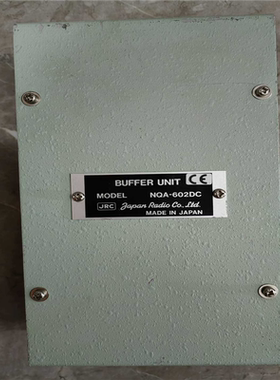 BUFFER UNIT CE
MODEL NQA-602DC
JRC Japan Radio Co., Ltd.
MADE IN JAPAN